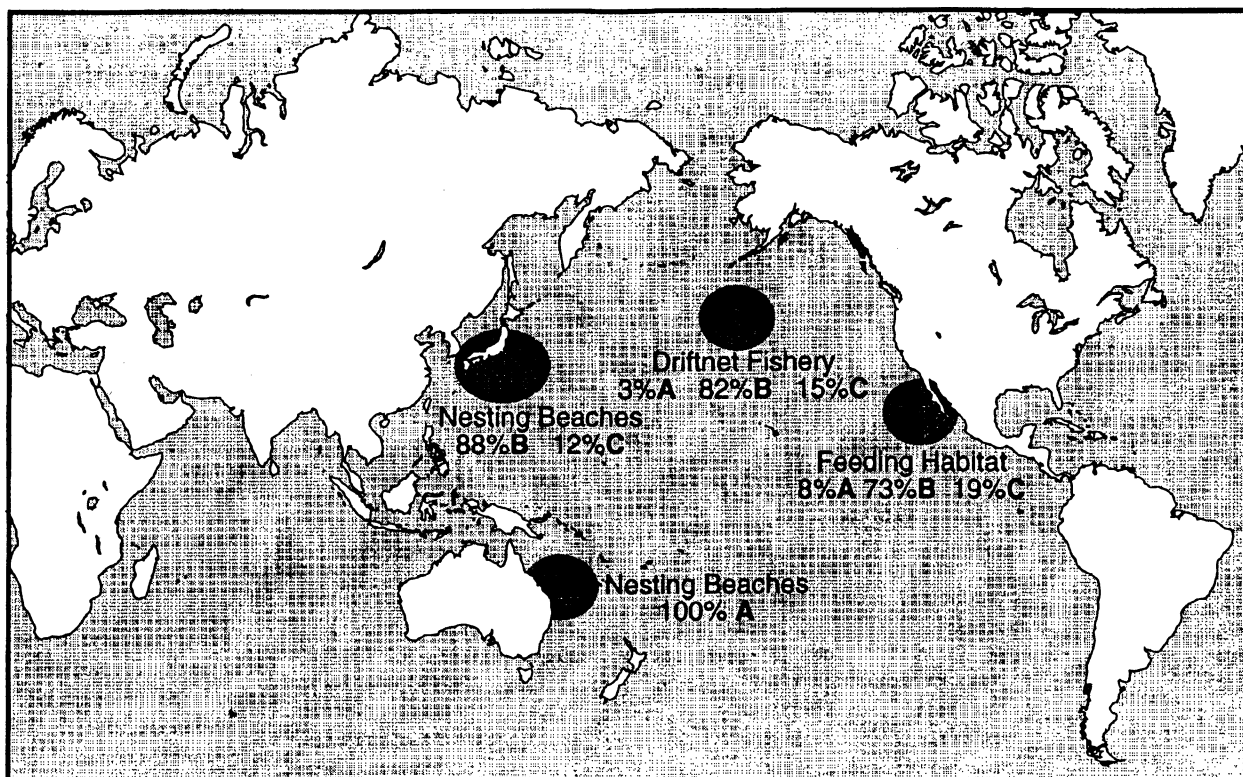 Driftnet Fishery
3%A 82%B 15%C
Nesting Beaches
88%B 12%C
Feeding Habitat
8%A 73%B 19%C
Nesting Beaches
100% A